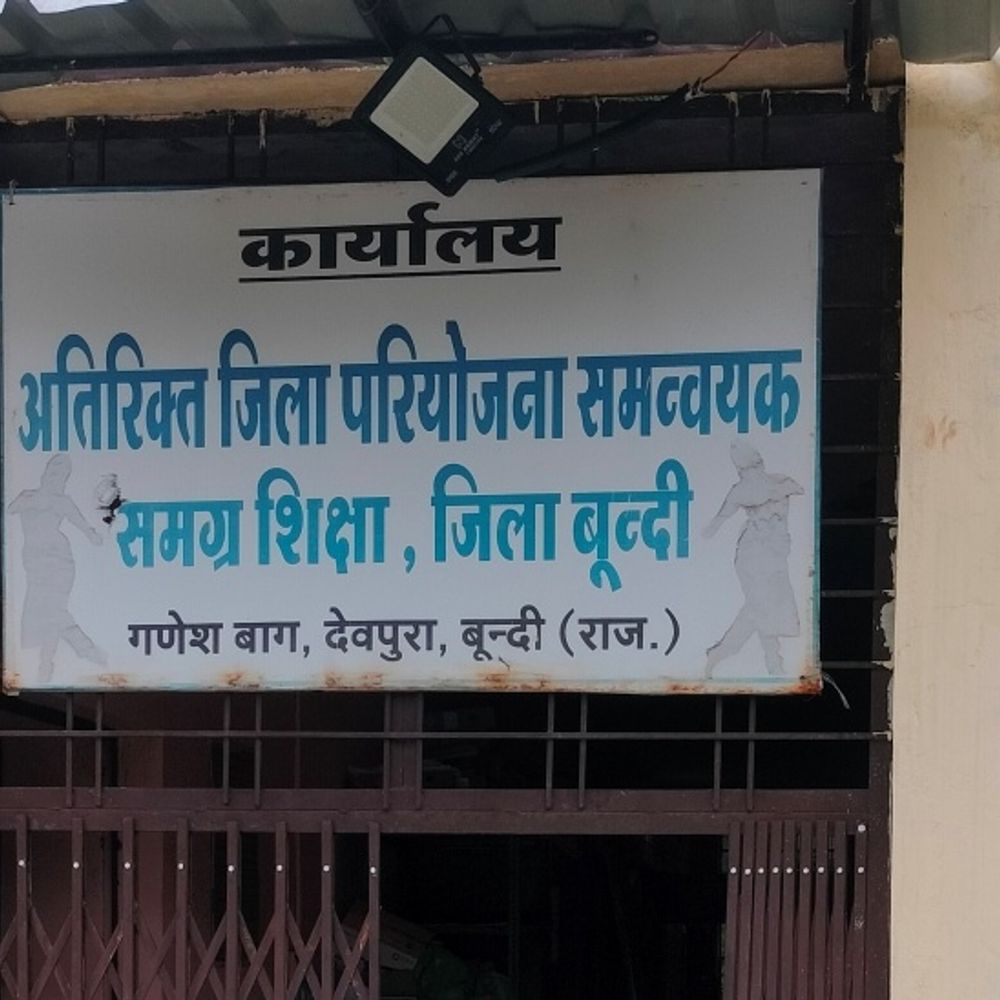 कार्यालय
अतिरिक्त जिला परियोजना समन्वयक
समग्र शिक्षा , जिला बून्दी
गणेश बाग, देवपुरा, बून्दी (राज.)